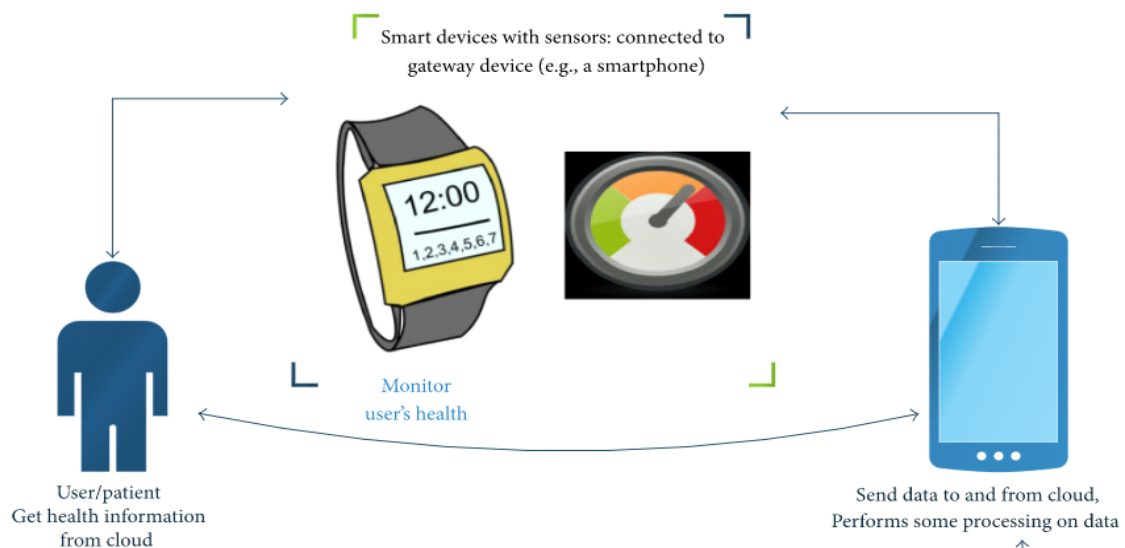 Smart devices with sensors: connected to
gateway device (e.g., a smartphone)
12:00
1,2,3,4,5,6,7
Monitor
user's health
User/patient
Get health information
from cloud
Send data to and from cloud,
Performs some processing on data